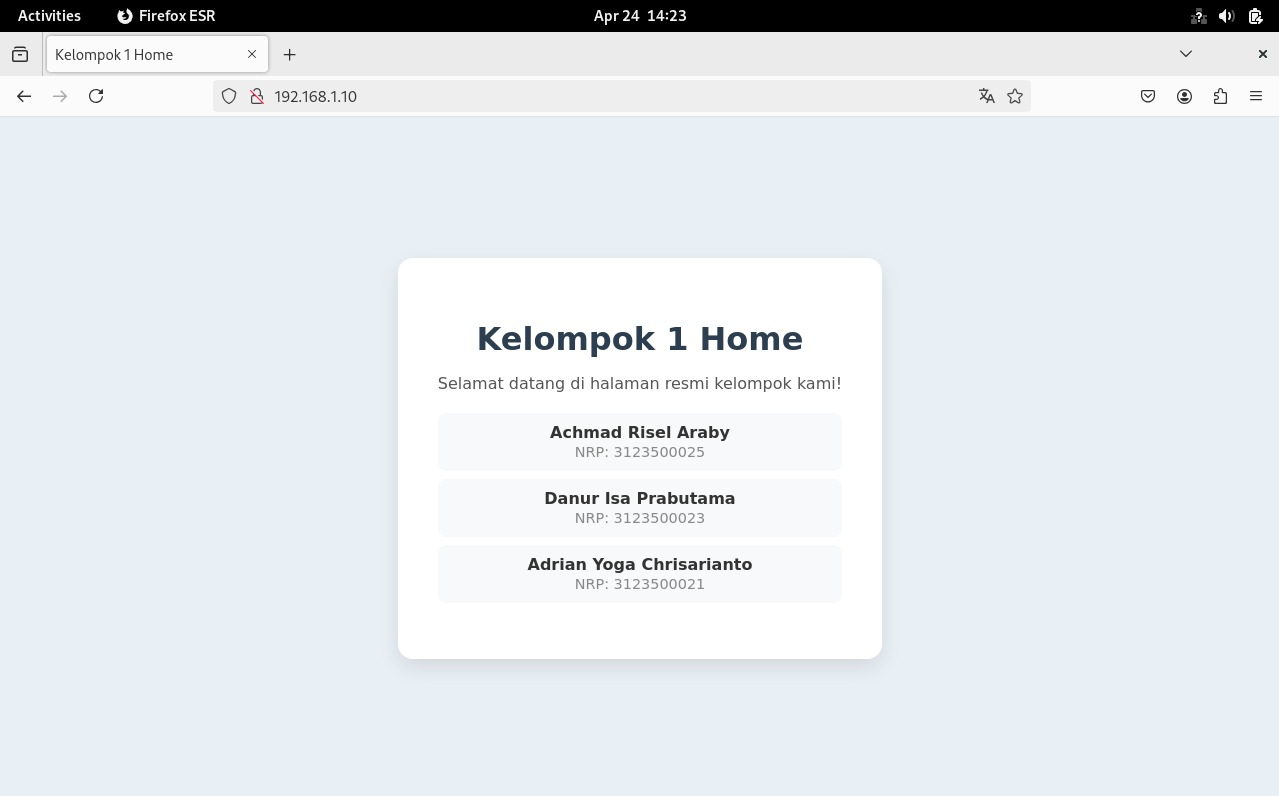 Activities Firefox ESR Apr 24 14:23
Kelompok 1 Home
192.168.1.10
Kelompok 1 Home
Selamat datang di halaman resmi kelompok kami!
Achmad Risel Araby
NRP: 3123500025
Danur Isa Prabutama
NRP: 3123500023
Adrian Yoga Chrisarianto
NRP: 3123500021